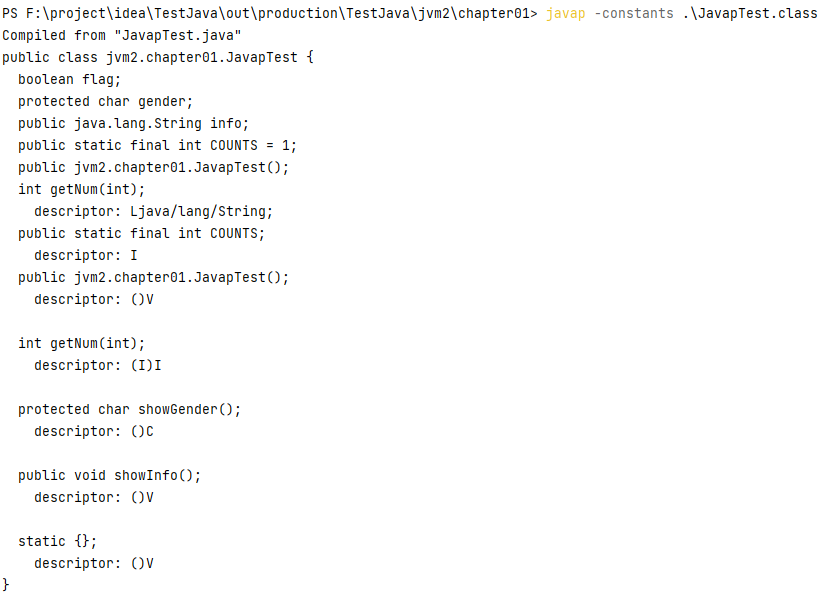 PS F:\project\idea\TestJava\out\production\TestJava\jvm2\chapter01> javap -constants .\JavapTest.class
Compiled from "JavapTest.java"
public class jvm2.chapter01.JavapTest {
  boolean flag;
  protected char gender;
  public java.lang.String info;
  public static final int COUNTS = 1;
  public jvm2.chapter01.JavapTest();
  int getNum(int);
    descriptor: Ljava/lang/String;
  public static final int COUNTS;
    descriptor: I
  public jvm2.chapter01.JavapTest();
    descriptor: ()V

  int getNum(int);
    descriptor: (I)I

  protected char showGender();
    descriptor: ()C

  public void showInfo();
    descriptor: ()V

  static {};
    descriptor: ()V
}